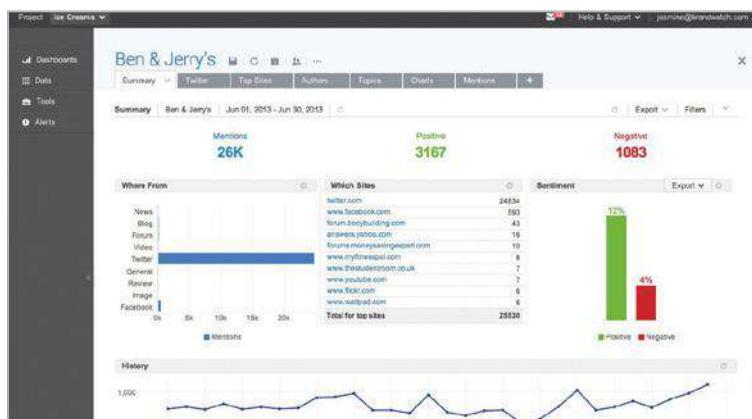 Project Ice Creams
Help & Support jasmine@brandwatch.com
Dashboards
Data
Tools
Alerts
Ben & Jerry's
Summary Twitter Top Sites Authors Topics Charts Mentions +
Summary Ben & Jerry's Jun 01, 2013 - Jun 30, 2013 Export Filters
Mentions Positive Negative
26K 3167 1083
Where From
News
Blog
Forum
Video
Twitter
General
Review
Image
Facebook
0k 5k 10k 15k 20k
Mentions
Which Sites
twitter.com 24834
www.facebook.com 593
forum.bodybuilding.com 43
answers.yahoo.com 16
forums.moneysavingexpert.com 10
www.myfitnesspal.com 8
www.thestudentroom.co.uk 7
www.youtube.com 7
www.flickr.com 6
www.wattpad.com 6
Total for top sites 25530
Sentiment Export
12%
4%
Positive Negative
History
1,000